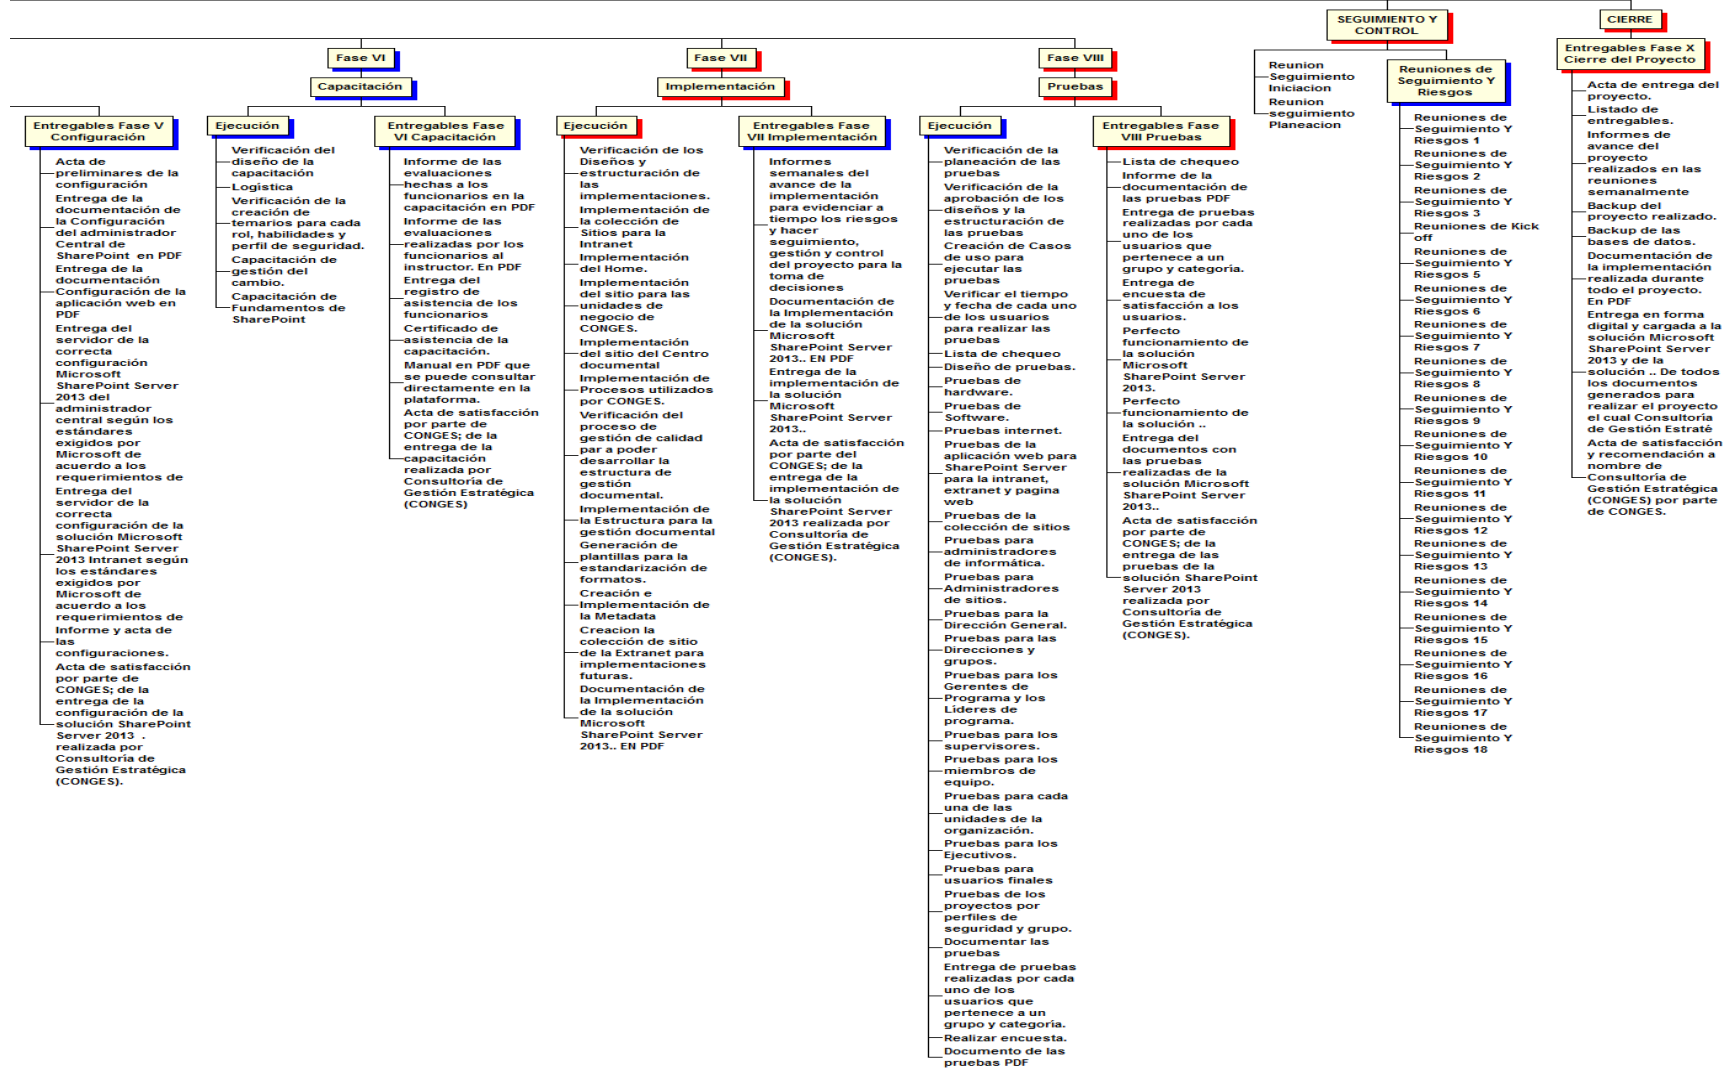 SEGUIMIENTO Y
CONTROL
CIERRE
Fase VI
Fase VII
Fase VIII
Capacitación
Implementación
Pruebas
Entregables Fase V
Configuración
Acta de
preliminares de la
configuración
Entrega de la
documentación de
la Configuración
del administrador
Central de
SharePoint en PDF
Entrega de la
documentación
Configuración de la
aplicación web en
PDF
Entrega del
servidor de la
correcta
configuración
Microsoft
SharePoint Server
2013 del
administrador
central según los
estándares
exigidos por
Microsoft de
acuerdo a los
requerimientos de
Entrega del
servidor de la
correcta
configuración de la
solución Microsoft
SharePoint Server
2013 Intranet según
los estándares
exigidos por
Microsoft de
acuerdo a los
requerimientos de
Informe y acta de
las
configuraciones.
Acta de satisfacción
por parte de
CONGES; de la
entrega de la
configuración de la
solución SharePoint
Server 2013 .
realizada por
Consultoría de
Gestión Estratégica
(CONGES).
Ejecución
Verificación del
diseño de la
capacitación
Logística
Verificación de la
creación de
temarios para cada
rol, habilidades y
perfil de seguridad.
Capacitación de
gestión del
cambio.
Capacitación de
Fundamentos de
SharePoint
Entregables Fase
VI Capacitación
Informe de las
evaluaciones
hechas a los
funcionarios en la
capacitación en PDF
Informe de las
evaluaciones
realizadas por los
funcionarios al
instructor. En PDF
Entrega del
registro de
asistencia de los
funcionarios
Certificado de
asistencia de la
capacitación.
Manual en PDF que
se puede consultar
directamente en la
plataforma.
Acta de satisfacción
por parte de
CONGES; de la
entrega de la
capacitación
realizada por
Consultoría de
Gestión Estratégica
(CONGES)
Ejecución
Verificación de los
Diseños y
estructuración de
las
implementaciones.
Implementación de
la colección de
Sitios para la
Intranet
Implementación
del Home.
Implementación
del sitio para las
unidades de
negocio de
CONGES.
Implementación
del sitio del Centro
documental
Implementación de
Procesos utilizados
por CONGES.
Verificación del
proceso de
gestión de calidad
par a poder
desarrollar la
estructura de
gestión
documental.
Implementación de
la Estructura para la
gestión documental
Generación de
plantillas para la
estandarización de
formatos.
Creación e
Implementación de
la Metadata
Creacion la
colección de sitio
de la Extranet para
implementaciones
futuras.
Documentación de
la Implementación
de la solución
Microsoft
SharePoint Server
2013.. EN PDF
Entregables Fase
VII Implementación
Informes
semanales del
avance de la
implementación
para evidenciar a
tiempo los riesgos
y hacer
seguimiento,
gestión y control
del proyecto para la
toma de
decisiones
Documentación de
la Implementación
de la solución
Microsoft
SharePoint Server
2013.. EN PDF
Entrega de la
implementación de
la solución
Microsoft
SharePoint Server
2013..
Acta de satisfacción
por parte del
CONGES; de la
entrega de la
implementación de
la solución
SharePoint Server
2013 realizada por
Consultoría de
Gestión Estratégica
(CONGES).
Ejecución
Verificación de la
planeación de las
pruebas
Verificación de la
aprobación de los
diseños y la
estructuración de
las pruebas
Creación de Casos
de uso para
ejecutar las
pruebas
Verificar el tiempo
y fecha de cada uno
de los usuarios
para realizar las
pruebas
Lista de chequeo
Diseño de pruebas.
Pruebas de
hardware.
Pruebas de
Software.
Pruebas internet.
Pruebas de la
aplicación web para
SharePoint Server
para la intranet,
extranet y pagina
web
Pruebas de la
colección de sitios
Pruebas para
administradores
de informática.
Pruebas para
Administradores
de sitios.
Pruebas para la
Dirección General.
Pruebas para las
Direcciones y
grupos.
Pruebas para los
Gerentes de
Programa y los
Líderes de
programa.
Pruebas para los
supervisores.
Pruebas para los
miembros de
equipo.
Pruebas para cada
una de las
unidades de la
organización.
Pruebas para los
Ejecutivos.
Pruebas para
usuarios finales
Pruebas de los
proyectos por
perfiles de
seguridad y grupo.
Documentar las
pruebas
Entrega de pruebas
realizadas por cada
uno de los
usuarios que
pertenece a un
grupo y categoría.
Realizar encuesta.
Documento de las
pruebas PDF
Entregables Fase
VIII Pruebas
Lista de chequeo
Informe de la
documentación de
las pruebas PDF
Entrega de pruebas
realizadas por cada
uno de los
usuarios que
pertenece a un
grupo y categoría.
Entrega de
encuesta de
satisfacción a los
usuarios.
Perfecto
funcionamiento de
la solución
Microsoft
SharePoint Server
2013.
Perfecto
funcionamiento de
la solución ..
Entrega del
documentos con
las pruebas
realizadas de la
solución Microsoft
SharePoint Server
2013..
Acta de satisfacción
por parte de
CONGES; de la
entrega de las
pruebas de la
solución SharePoint
Server 2013
realizada por
Consultoría de
Gestión Estratégica
(CONGES).
Reunion
Seguimiento
Iniciacion
Reunion
seguimiento
Planeacion
Reuniones de
Seguimiento Y
Riesgos
Reuniones de
Seguimiento Y
Riesgos 1
Reuniones de
Seguimiento Y
Riesgos 2
Reuniones de
Seguimiento Y
Riesgos 3
Reuniones de Kick
off
Reuniones de
Seguimiento Y
Riesgos 5
Reuniones de
Seguimiento Y
Riesgos 6
Reuniones de
Seguimiento Y
Riesgos 7
Reuniones de
Seguimiento Y
Riesgos 8
Reuniones de
Seguimiento Y
Riesgos 9
Reuniones de
Seguimiento Y
Riesgos 10
Reuniones de
Seguimiento Y
Riesgos 11
Reuniones de
Seguimiento Y
Riesgos 12
Reuniones de
Seguimiento Y
Riesgos 13
Reuniones de
Seguimiento Y
Riesgos 14
Reuniones de
Seguimiento Y
Riesgos 15
Reuniones de
Seguimiento Y
Riesgos 16
Reuniones de
Seguimiento Y
Riesgos 17
Reuniones de
Seguimiento Y
Riesgos 18
Entregables Fase X
Cierre del Proyecto
Acta de entrega del
proyecto.
Listado de
entregables.
Informes de
avance del
proyecto
realizados en las
reuniones
semanalmente
Backup del
proyecto realizado.
Backup de las
bases de datos.
Documentación de
la implementación
realizada durante
todo el proyecto.
En PDF
Entrega en forma
digital y cargada a la
solución Microsoft
SharePoint Server
2013 y de la
solución .. De todos
los documentos
generados para
realizar el proyecto
el cual Consultoría
de Gestión Estraté
Acta de satisfacción
y recomendación a
nombre de
Consultoría de
Gestión Estratégica
(CONGES) por parte
de CONGES.